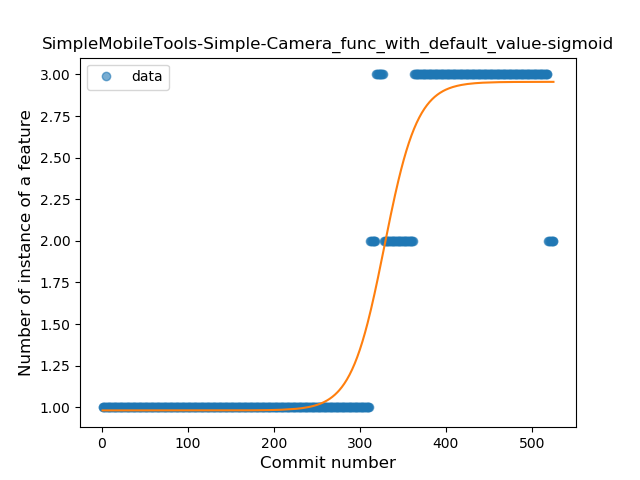 SimpleMobileTools-Simple-Camera_func_with_default_value-sigmoid
data
3.00
2.75
2.50
2.25
2.00
1.75
1.50
1.25
1.00
Number of instance of a feature
0 100 200 300 400 500
Commit number